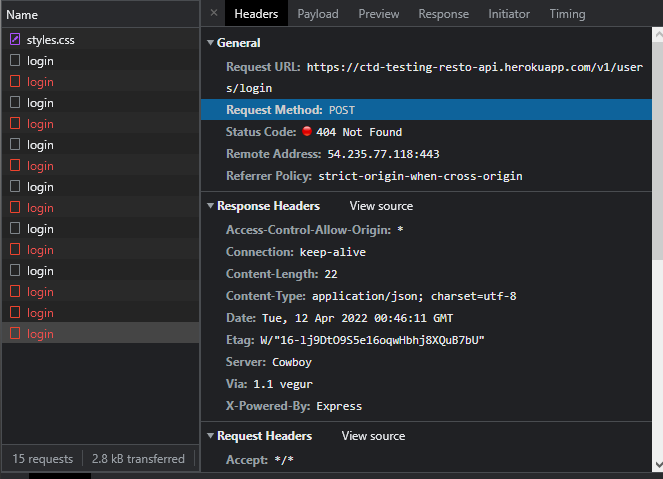 Name
styles.css
login
login
login
login
login
login
login
login
login
login
login
login
login
login
15 requests 2.8 kB transferred
× Headers Payload Preview Response Initiator Timing
General
Request URL: https://ctd-testing-resto-api.herokuapp.com/v1/user
s/login
Request Method: POST
Status Code: 404 Not Found
Remote Address: 54.235.77.118:443
Referrer Policy: strict-origin-when-cross-origin
Response Headers View source
Access-Control-Allow-Origin: *
Connection: keep-alive
Content-Length: 22
Content-Type: application/json; charset=utf-8
Date: Tue, 12 Apr 2022 00:46:11 GMT
Etag: W/"16-lj9DtO9S5e16oqwHbhj8XQuB7bU"
Server: Cowboy
Via: 1.1 vegur
X-Powered-By: Express
Request Headers View source
Accept: */*